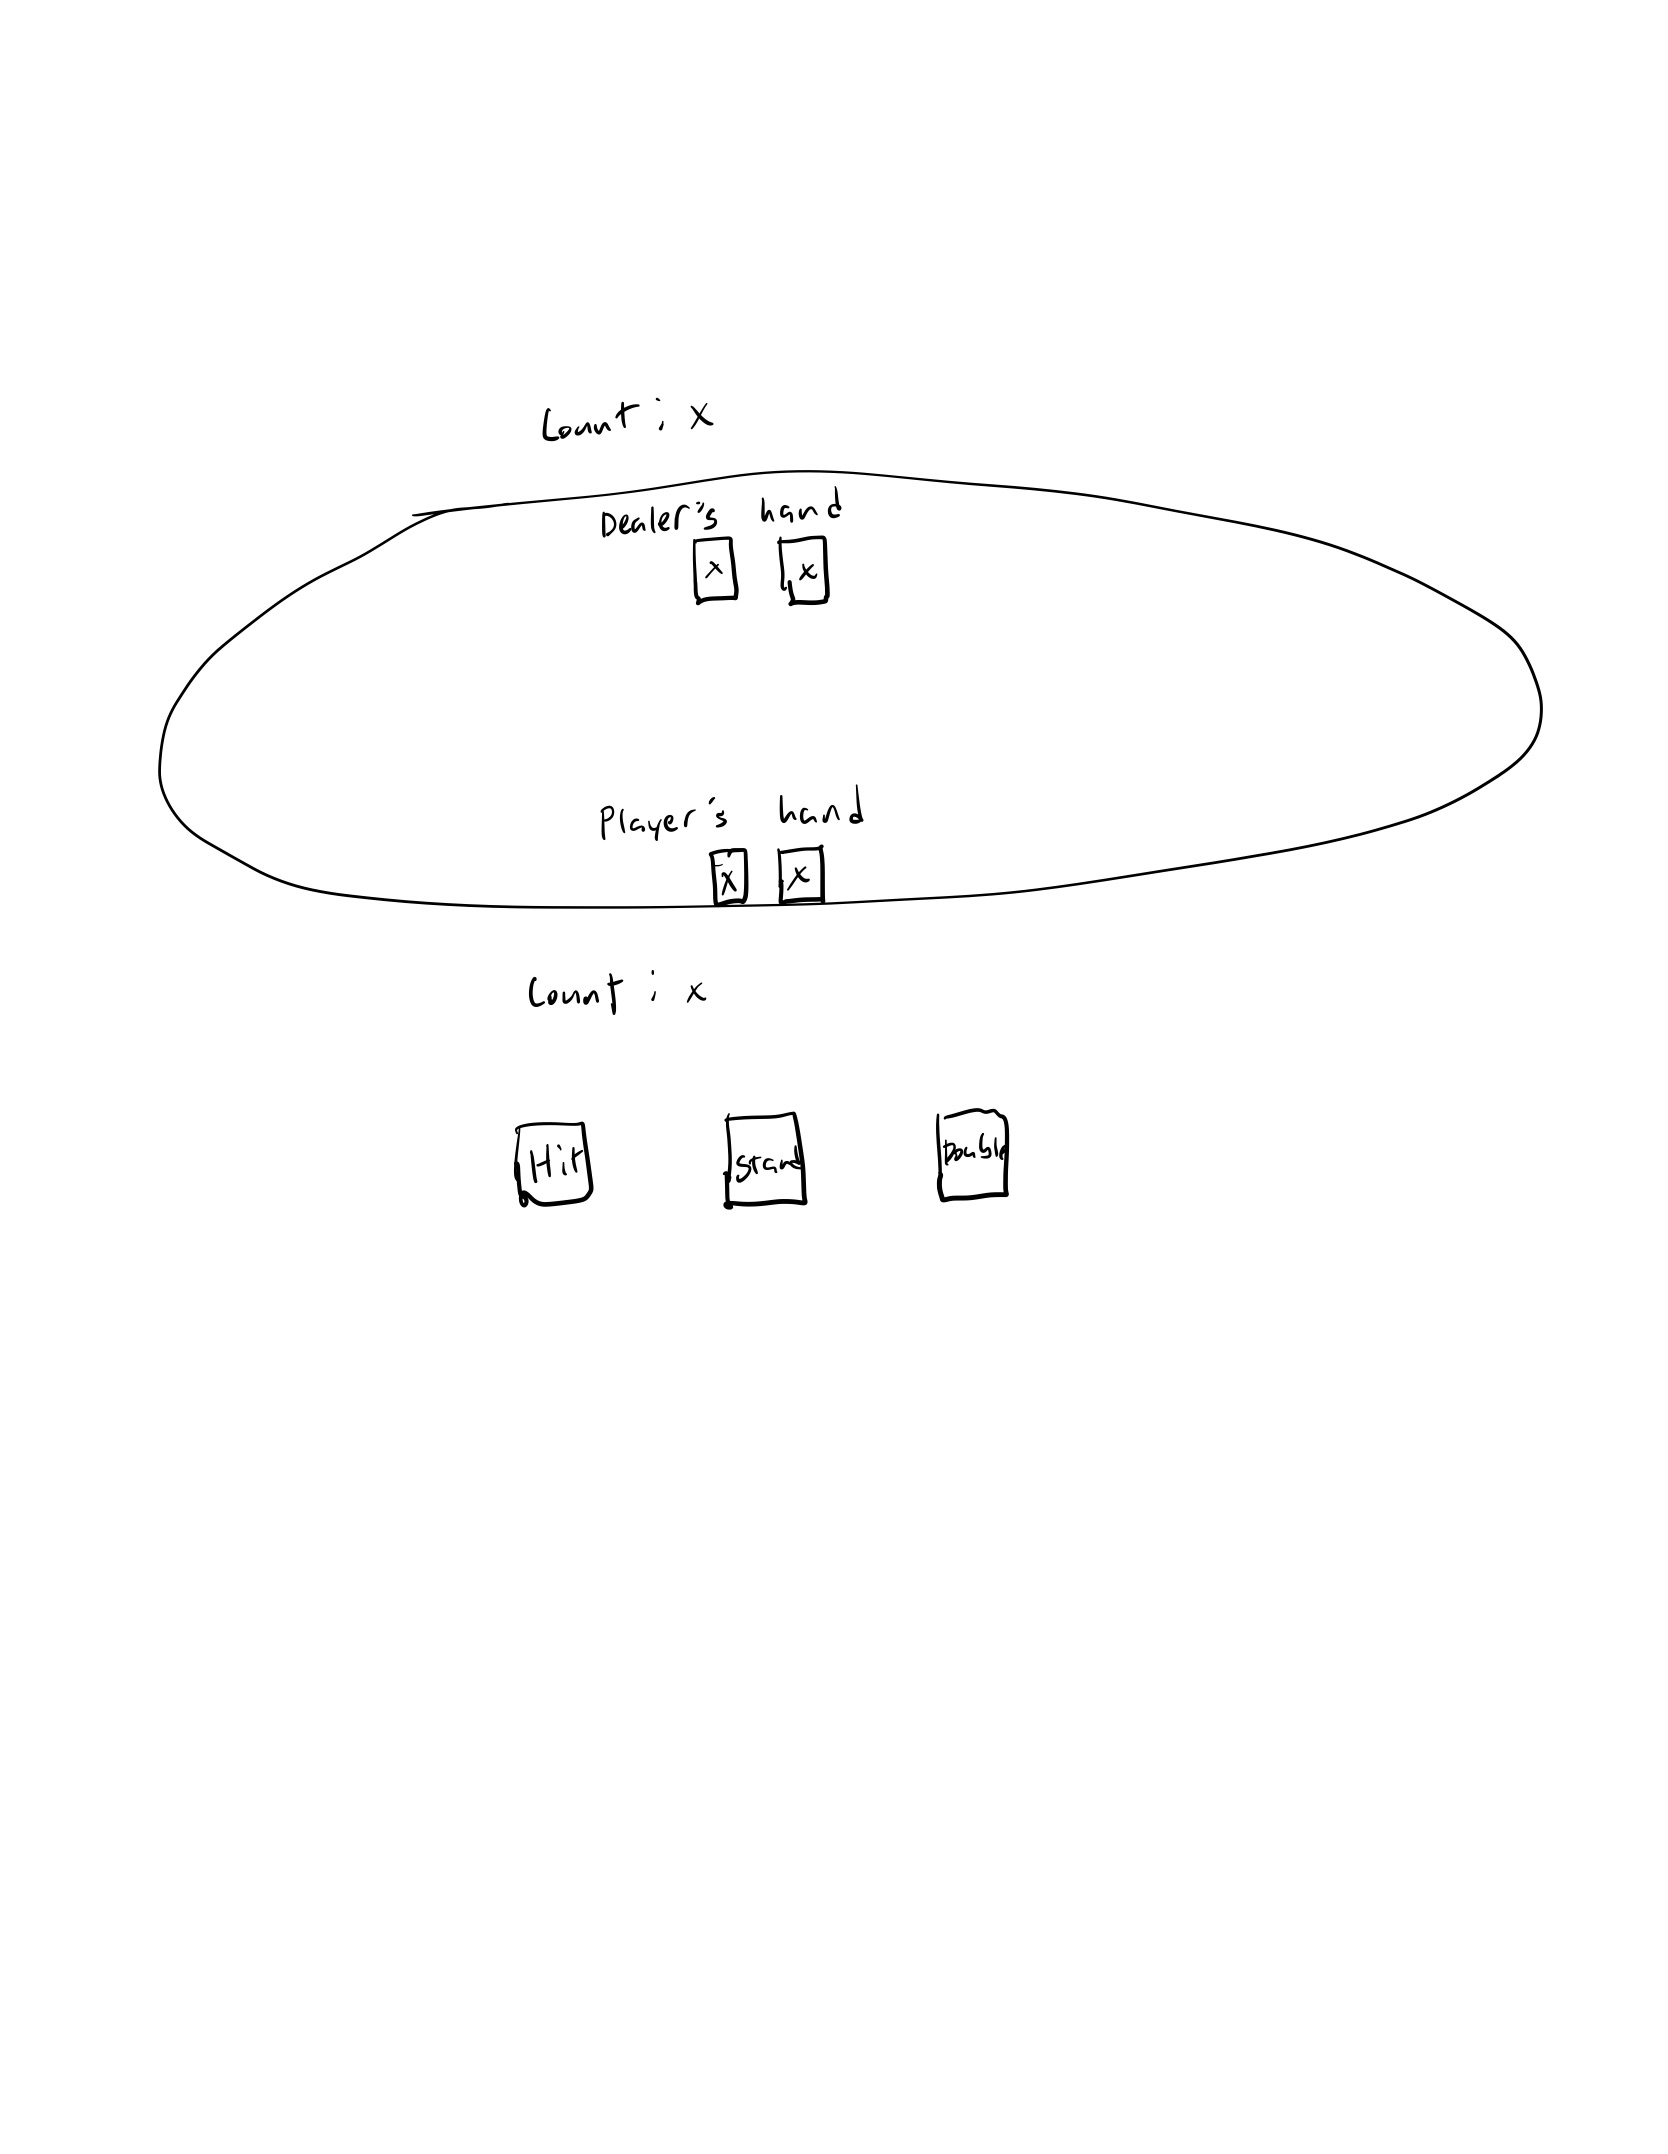 Count : x
Dealer's hand
x x
Player's hand
x x
Count : x
Hit Stand Double